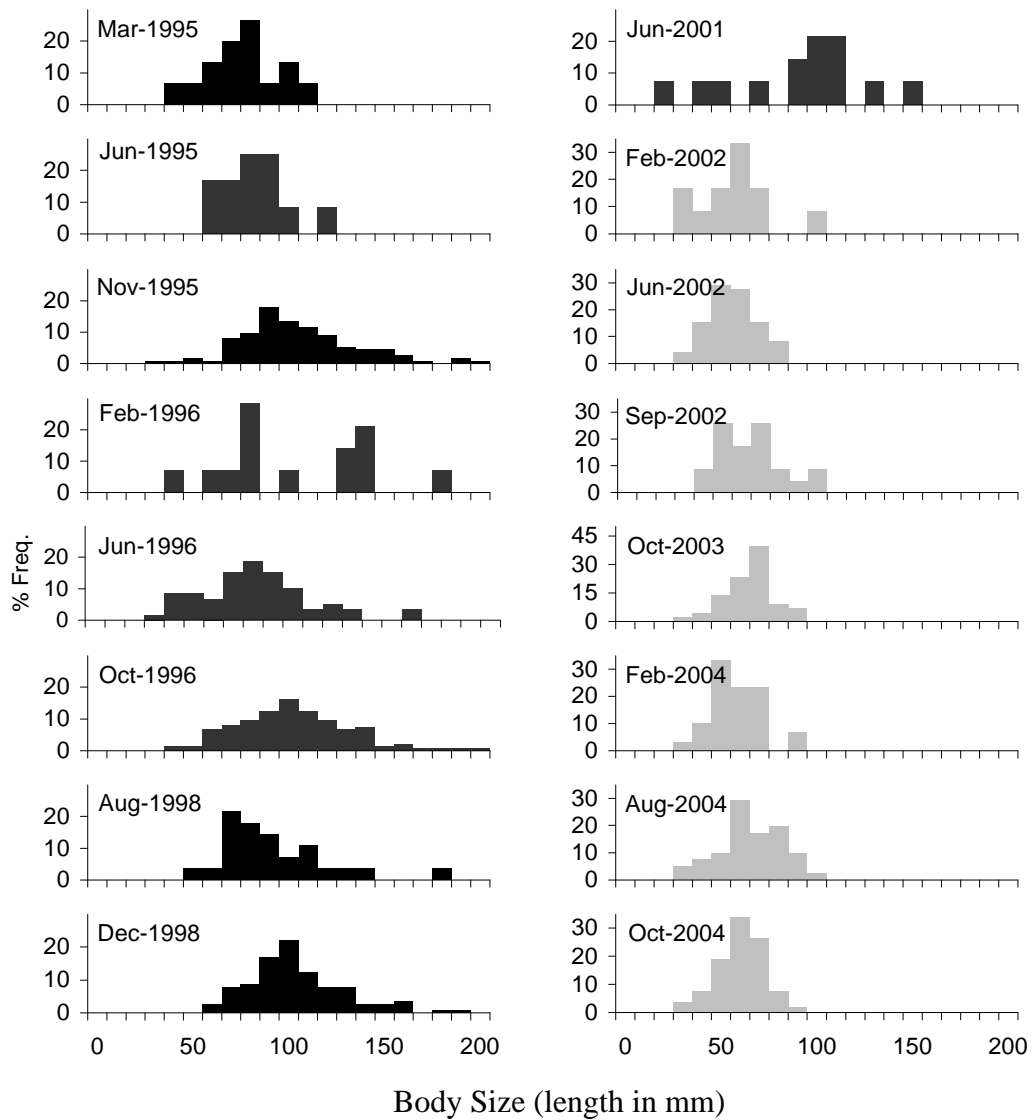 Mar-1995
20
10
0
Jun-1995
20
10
0
Nov-1995
20
10
0
Feb-1996
20
10
0
Jun-1996
20
10
0
Oct-1996
20
10
0
Aug-1998
20
10
0
Dec-1998
20
10
0
0 50 100 150 200
% Freq.
Jun-2001
20
10
0
Feb-2002
30
20
10
0
Jun-2002
30
20
10
0
Sep-2002
30
20
10
0
Oct-2003
45
30
15
0
Feb-2004
30
20
10
0
Aug-2004
30
20
10
0
Oct-2004
30
20
10
0
0 50 100 150 200
Body Size (length in mm)